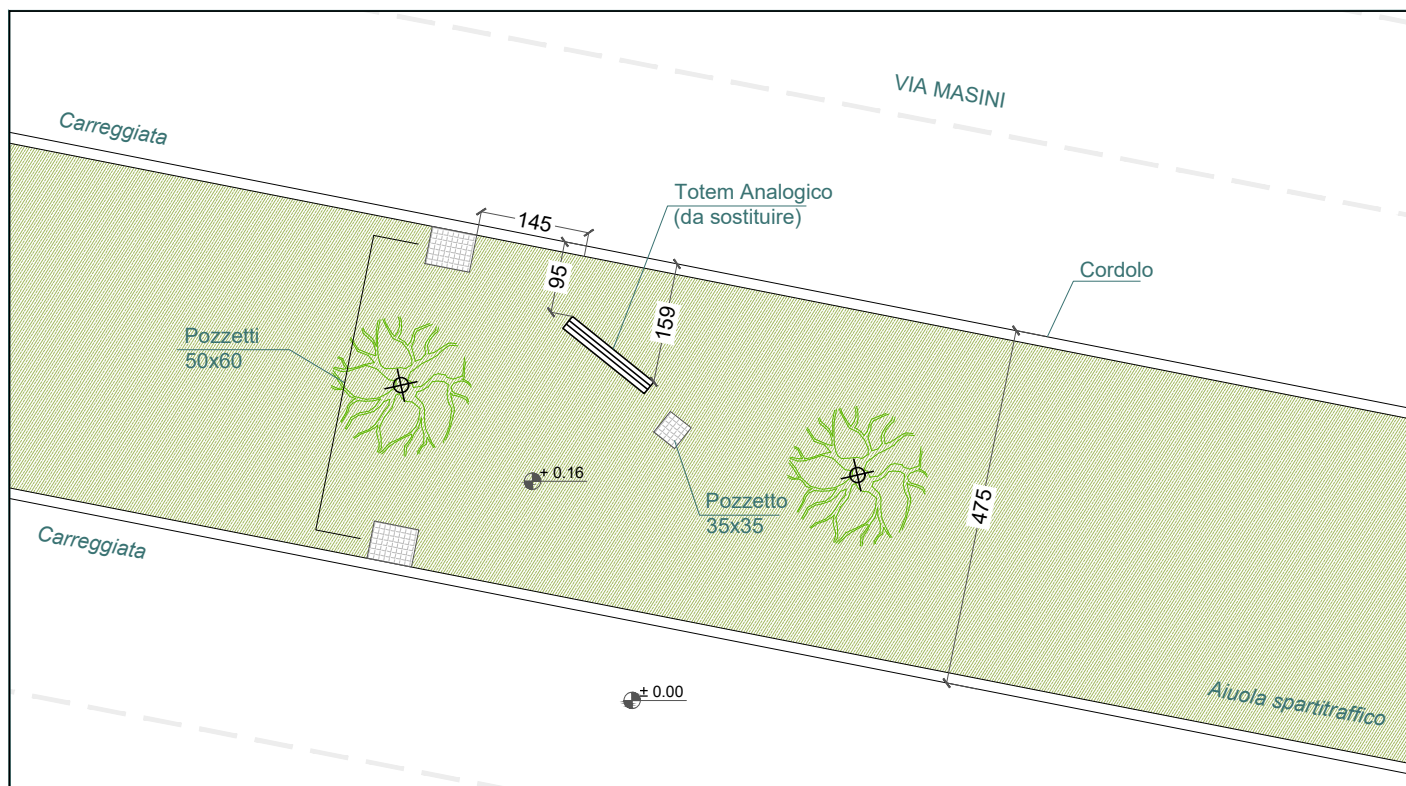 VIA MASINI
Carreggiata
Totem Analogico
(da sostituire)
145
95
159
Cordolo
Pozzetti
50x60
+ 0.16
Pozzetto
35x35
475
Carreggiata
± 0.00
Aiuola spartitraffico